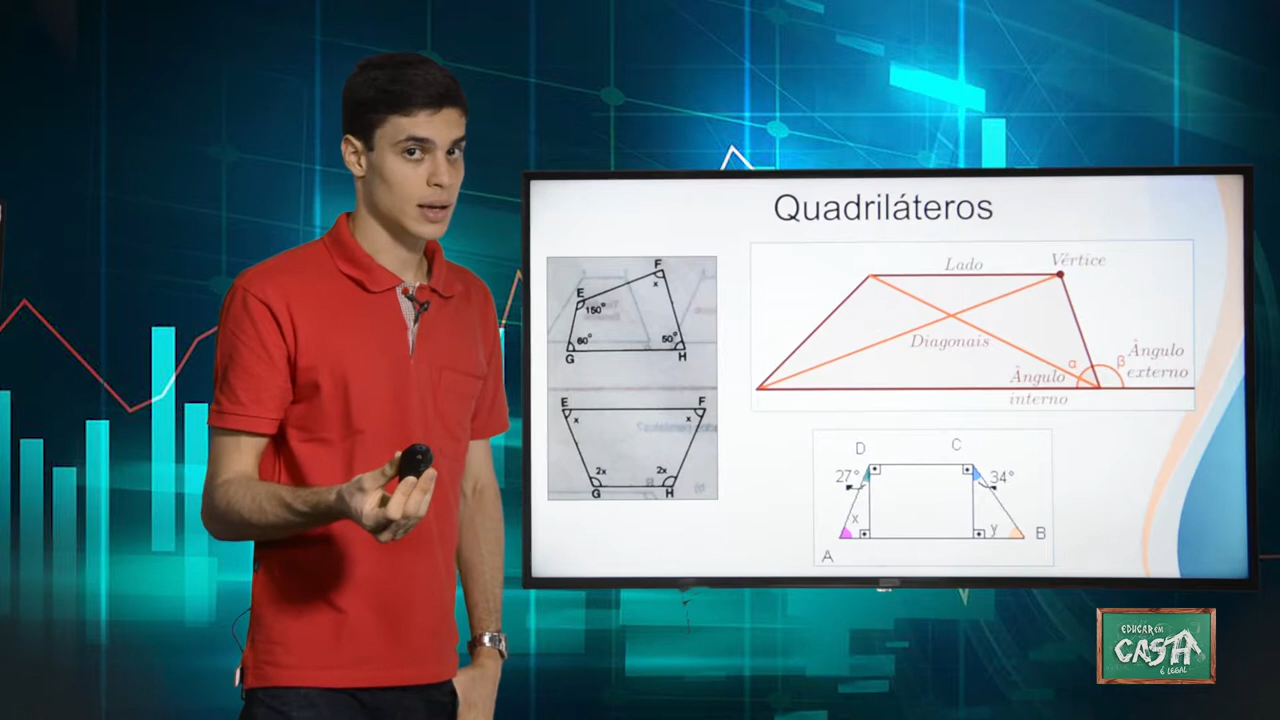 Quadriláteros
F
x
E
150°
60°
50°
G
H
E
F
x
x
2x
2x
G
H
Lado
Vértice
Diagonais
α
β
Ângulo
interno
Ângulo
externo
D
C
27°
34°
x
y
A
B
EDUCAR EM
CASA
É LEGAL